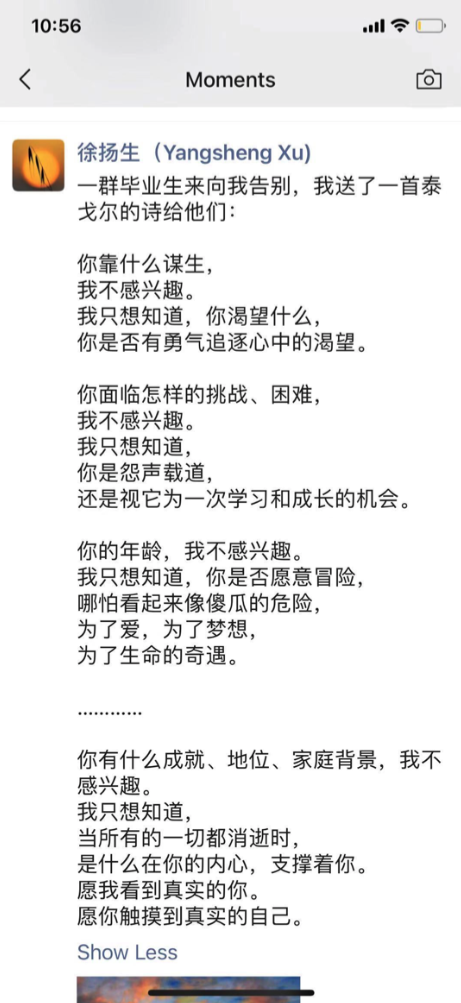 10:56
Moments
徐扬生（Yangsheng Xu)
一群毕业生来向我告别，我送了一首泰
戈尔的诗给他们：
你靠什么谋生，
我不感兴趣。
我只想知道，你渴望什么，
你是否有勇气追逐心中的渴望。
你面临怎样的挑战、困难，
我不感兴趣。
我只想知道，
你是怨声载道，
还是视它为一次学习和成长的机会。
你的年龄，我不感兴趣。
我只想知道，你是否愿意冒险，
哪怕看起来像傻瓜的危险，
为了爱，为了梦想，
为了生命的奇遇。
…………
你有什么成就、地位、家庭背景，我不
感兴趣。
我只想知道，
当所有的一切都消逝时，
是什么在你的内心，支撑着你。
愿我看到真实的你。
愿你触摸到真实的自己。
Show Less